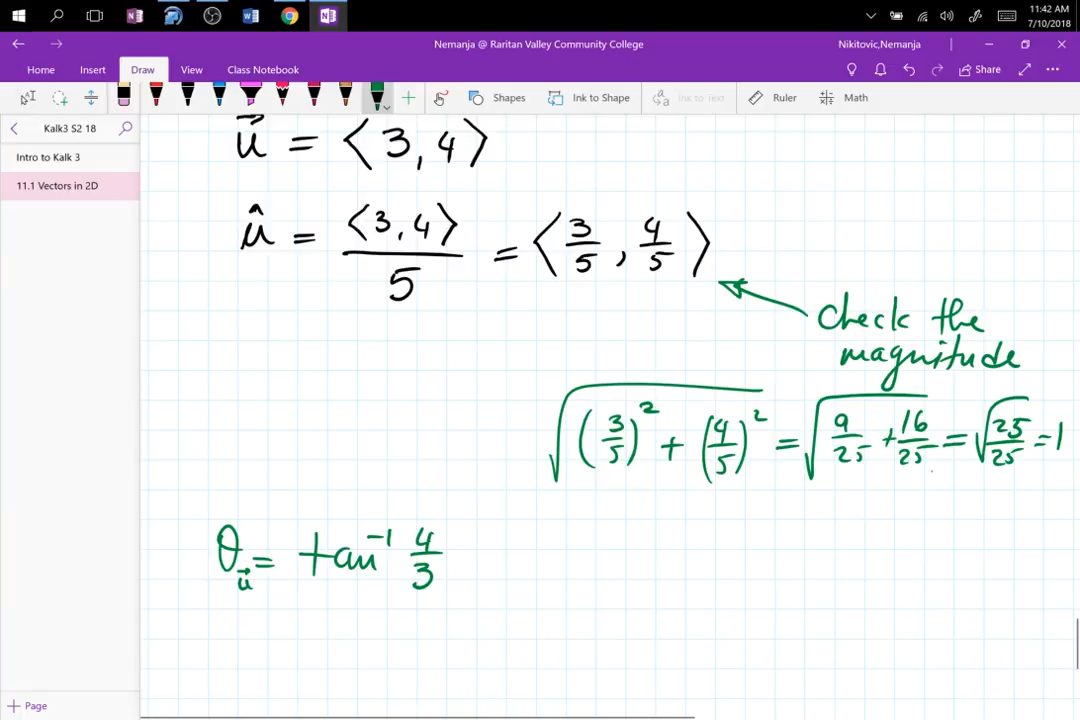 11:42 AM
7/10/2018
Nemanja @ Raritan Valley Community College
Nikitovic,Nemanja
Home Insert Draw View Class Notebook
Share
Shapes Ink to Shape Ink to Text Ruler Math
Kalk3 S2 18
Intro to Kalk 3
11.1 Vectors in 2D
u⃗ = ⟨3, 4⟩
û = ⟨3, 4⟩/5 = ⟨3/5, 4/5⟩
check the
magnitude
√((3/5)² + (4/5)²) = √(9/25 + 16/25) = √(25/25) = 1
θ_u⃗ = tan⁻¹ 4/3
+ Page